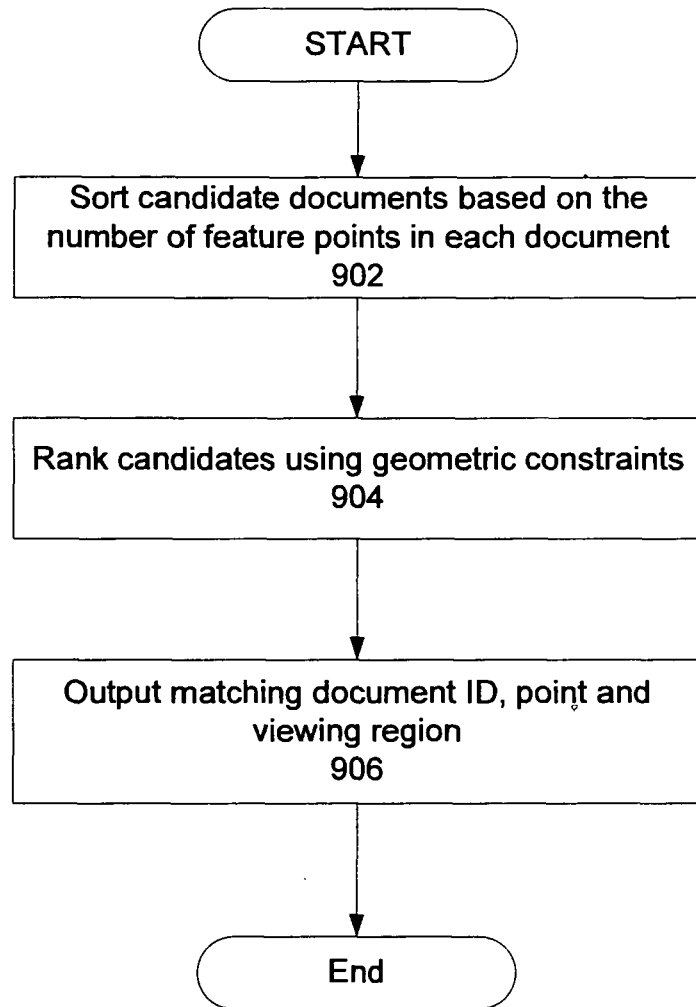 START
Sort candidate documents based on the
number of feature points in each document
902
Rank candidates using geometric constraints
904
Output matching document ID, point and
viewing region
906
End